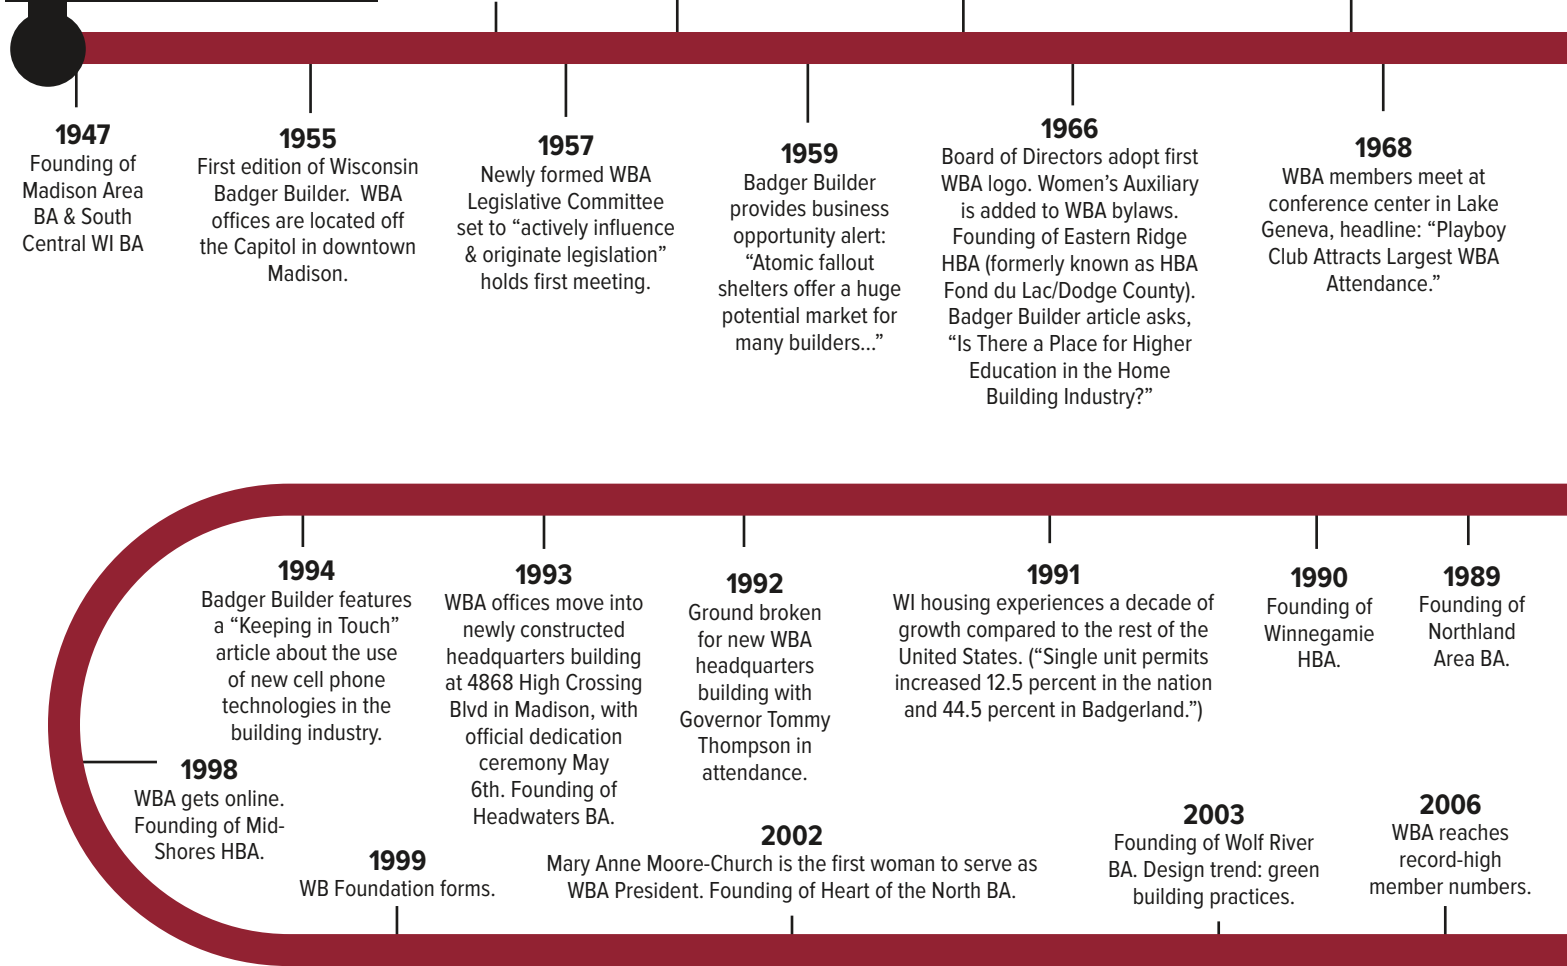 1947
Founding of
Madison Area
BA & South
Central WI BA
1955
First edition of Wisconsin
Badger Builder.  WBA
offices are located off
the Capitol in downtown
Madison.
1957
Newly formed WBA
Legislative Committee
set to “actively influence
& originate legislation”
holds first meeting.
1959
Badger Builder
provides business
opportunity alert:
“Atomic fallout
shelters offer a huge
potential market for
many builders...”
1966
Board of Directors adopt first
WBA logo. Women’s Auxiliary
is added to WBA bylaws.
Founding of Eastern Ridge
HBA (formerly known as HBA
Fond du Lac/Dodge County).
Badger Builder article asks,
“Is There a Place for Higher
Education in the Home
Building Industry?”
1968
WBA members meet at
conference center in Lake
Geneva, headline: “Playboy
Club Attracts Largest WBA
Attendance.”
1994
Badger Builder features
a “Keeping in Touch”
article about the use
of new cell phone
technologies in the
building industry.
1993
WBA offices move into
newly constructed
headquarters building
at 4868 High Crossing
Blvd in Madison, with
official dedication
ceremony May
6th. Founding of
Headwaters BA.
1992
Ground broken
for new WBA
headquarters
building with
Governor Tommy
Thompson in
attendance.
1991
WI housing experiences a decade of
growth compared to the rest of the
United States. (“Single unit permits
increased 12.5 percent in the nation
and 44.5 percent in Badgerland.”)
1990
Founding of
Winnegamie
HBA.
1989
Founding of
Northland
Area BA.
1998
WBA gets online.
Founding of Mid-
Shores HBA.
1999
WB Foundation forms.
2002
Mary Anne Moore-Church is the first woman to serve as
WBA President. Founding of Heart of the North BA.
2003
Founding of Wolf River
BA. Design trend: green
building practices.
2006
WBA reaches
record-high
member numbers.